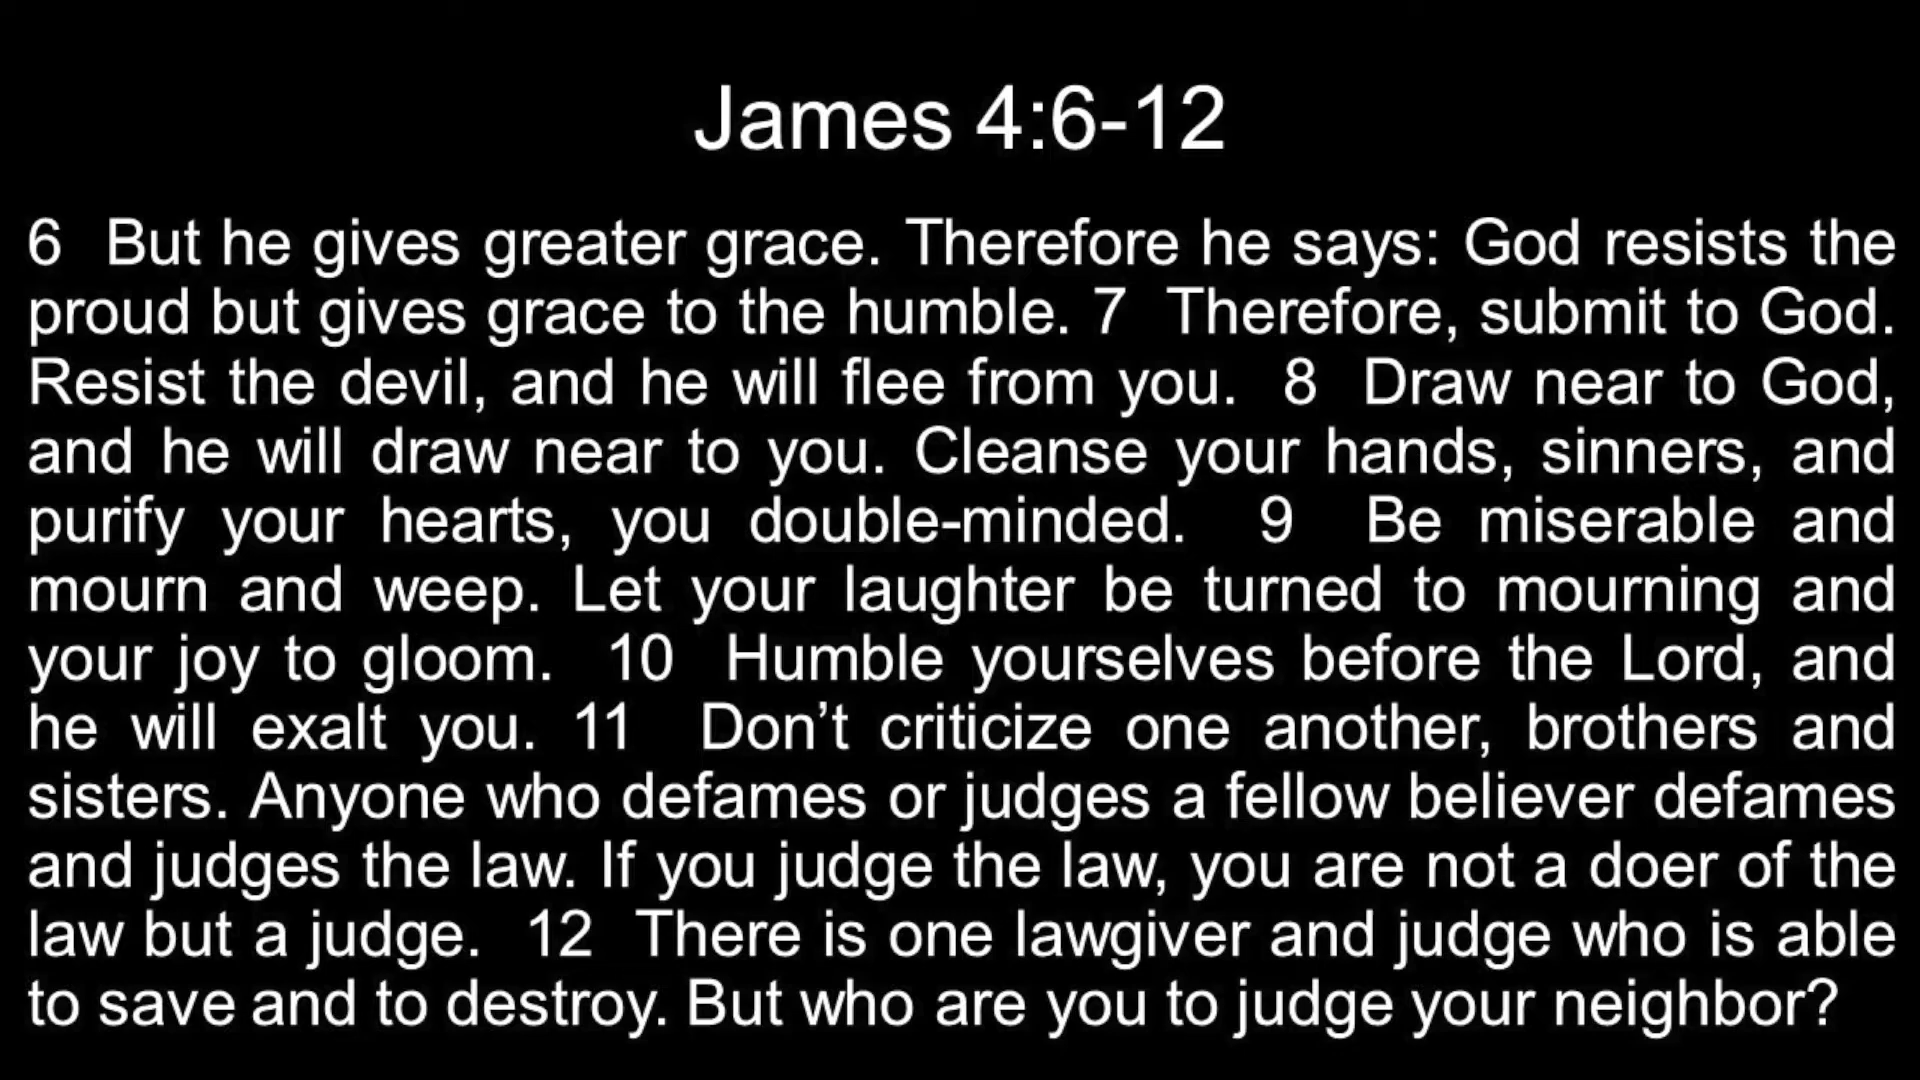 James 4:6-12
6 But he gives greater grace. Therefore he says: God resists the
proud but gives grace to the humble. 7 Therefore, submit to God.
Resist the devil, and he will flee from you. 8 Draw near to God,
and he will draw near to you. Cleanse your hands, sinners, and
purify your hearts, you double-minded. 9 Be miserable and
mourn and weep. Let your laughter be turned to mourning and
your joy to gloom. 10 Humble yourselves before the Lord, and
he will exalt you. 11 Don’t criticize one another, brothers and
sisters. Anyone who defames or judges a fellow believer defames
and judges the law. If you judge the law, you are not a doer of the
law but a judge. 12 There is one lawgiver and judge who is able
to save and to destroy. But who are you to judge your neighbor?